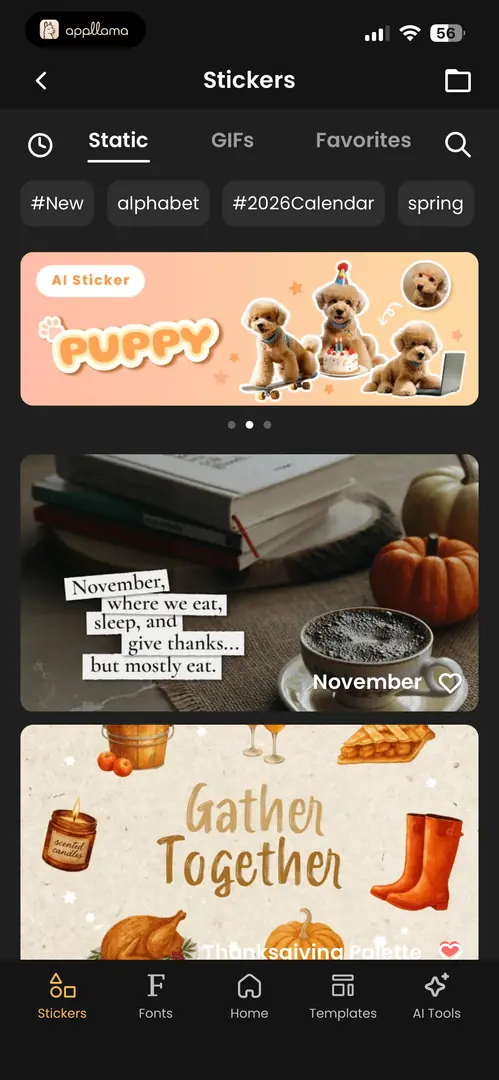 appllama
56
Stickers
Static
GIFs
Favorites
#New
alphabet
#2026Calendar
spring
AI Sticker
PUPPY
November,
where we eat,
sleep, and
give thanks...
but mostly eat.
November
Gather
Together
scented
candles
Thanksgiving Palette
Stickers
Fonts
Home
Templates
AI Tools